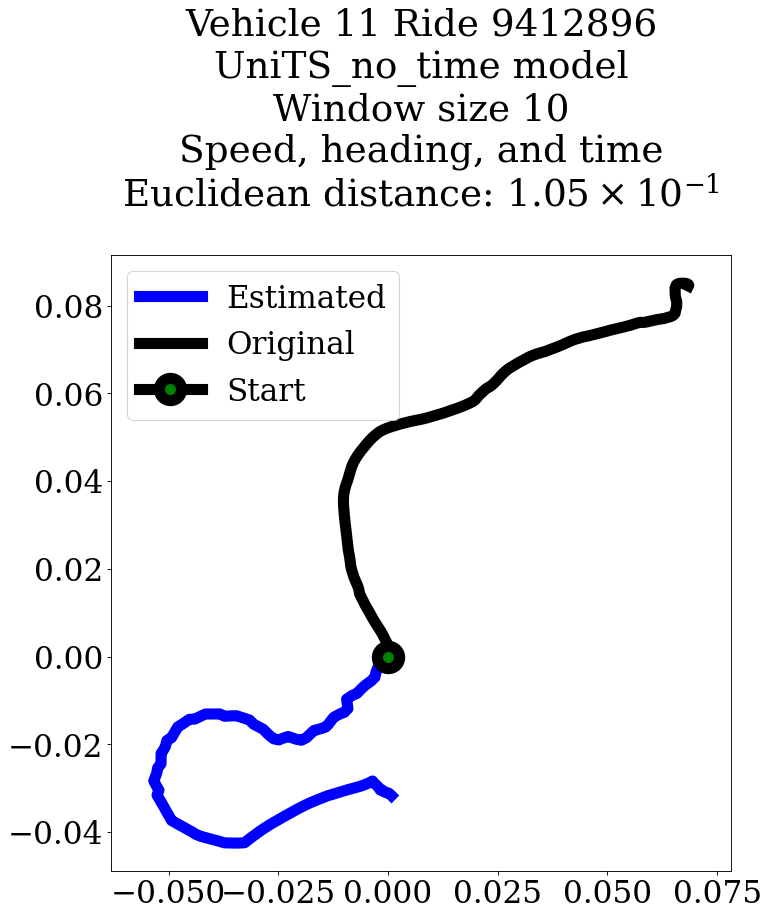 Vehicle 11 Ride 9412896
UniTS_no_time model
Window size 10
Speed, heading, and time
Euclidean distance: 1.05 × 10⁻¹
Estimated
Original
Start
0.08
0.06
0.04
0.02
0.00
−0.02
−0.04
−0.050 −0.025 0.000 0.025 0.050 0.075